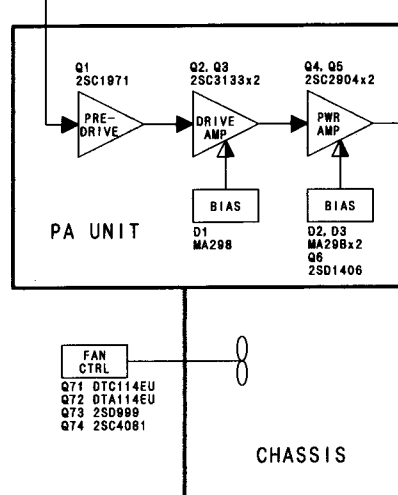 Q1
2SC1971
Q2, Q3
2SC3133x2
Q4, Q5
2SC2904x2
PRE-
DRIVE
DRIVE
AMP
PWR
AMP
BIAS
BIAS
D1
MA298
D2, D3
MA298x2
Q6
2SD1406
PA UNIT
FAN
CTRL
Q71 DTC114EU
Q72 DTA114EU
Q73 2SD999
Q74 2SC4081
CHASSIS